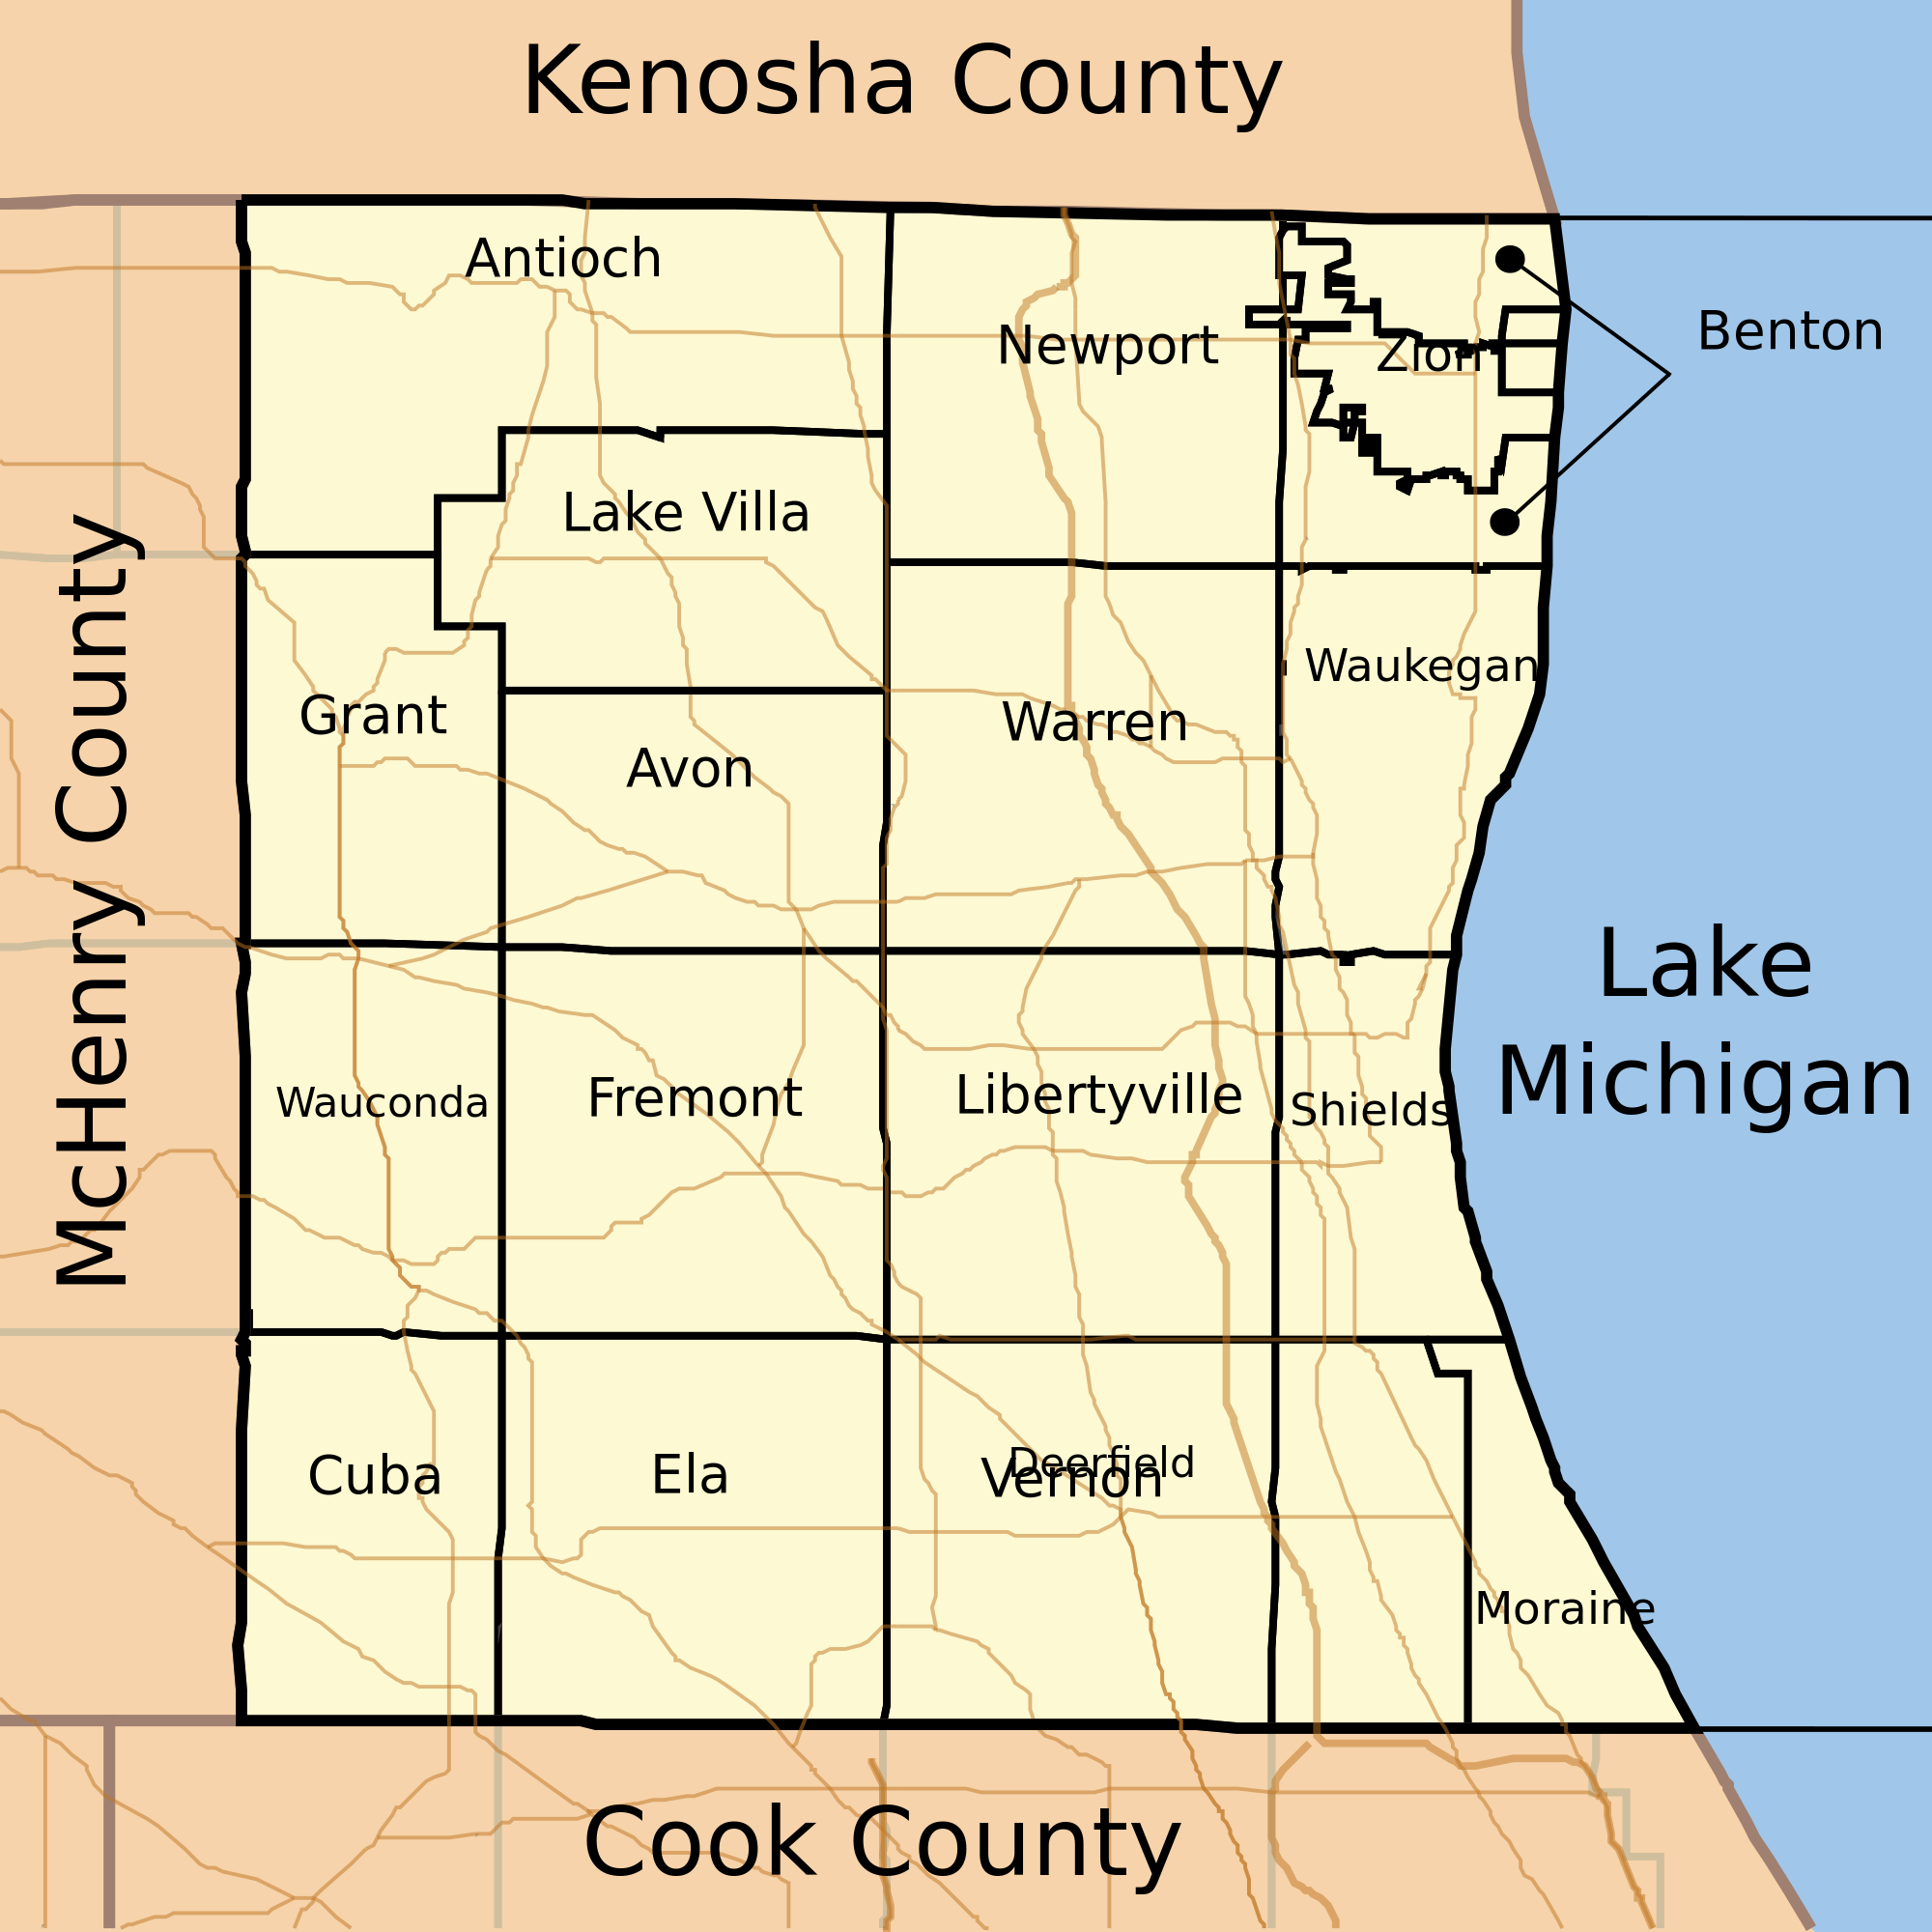 Kenosha County
Antioch
Benton
Newport
Zion
Lake Villa
Waukegan
Grant
Warren
Avon
McHenry County
Lake
Michigan
Wauconda
Fremont
Libertyville
Shields
Cuba
Ela
Deerfield
Vernon
Moraine
Cook County